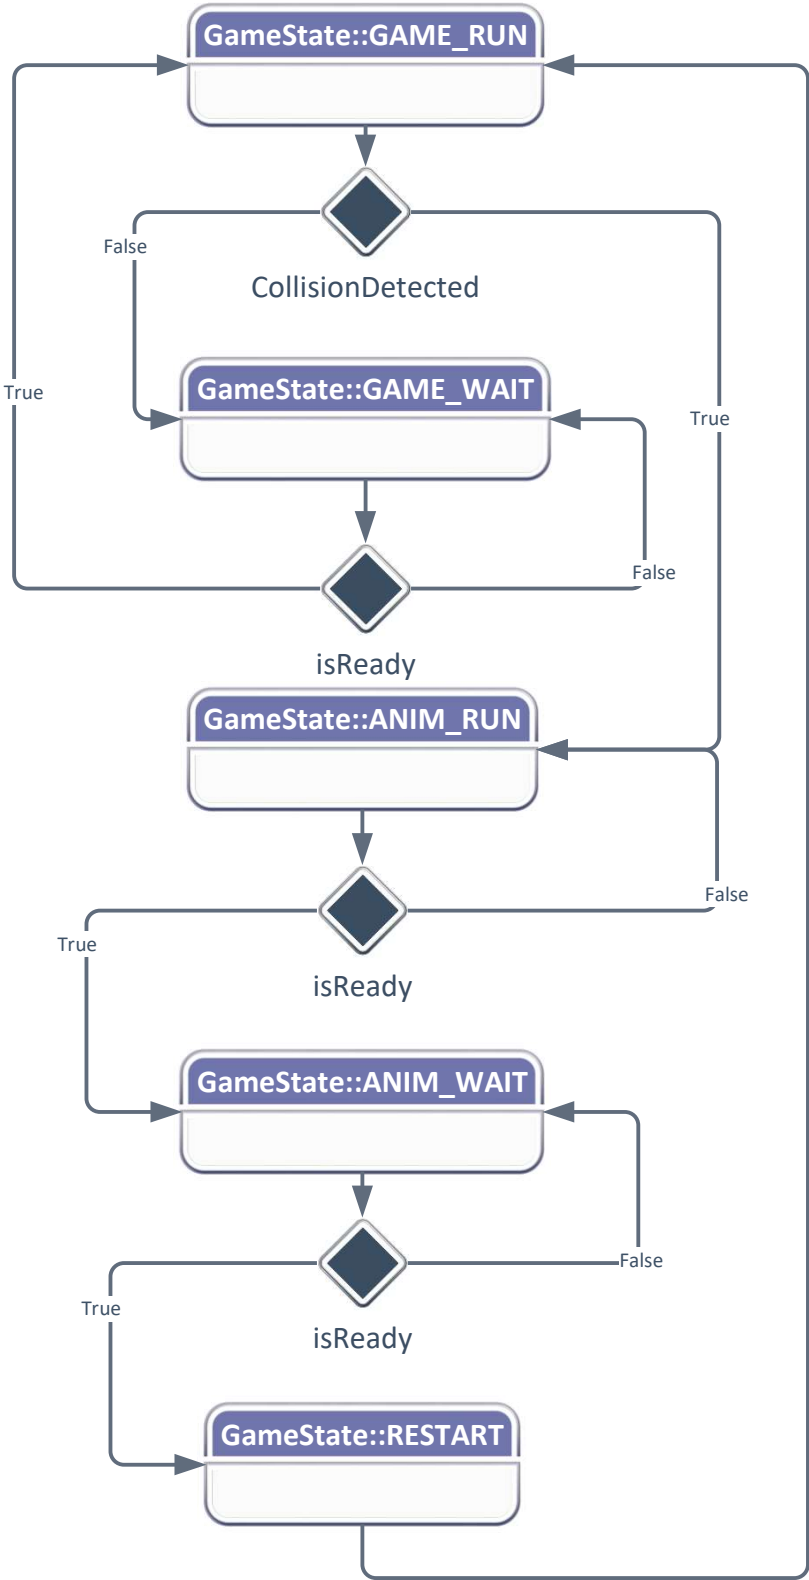 GameState::GAME_RUN
False
CollisionDetected
True
GameState::GAME_WAIT
True
False
isReady
GameState::ANIM_RUN
False
True
isReady
GameState::ANIM_WAIT
False
True
isReady
GameState::RESTART